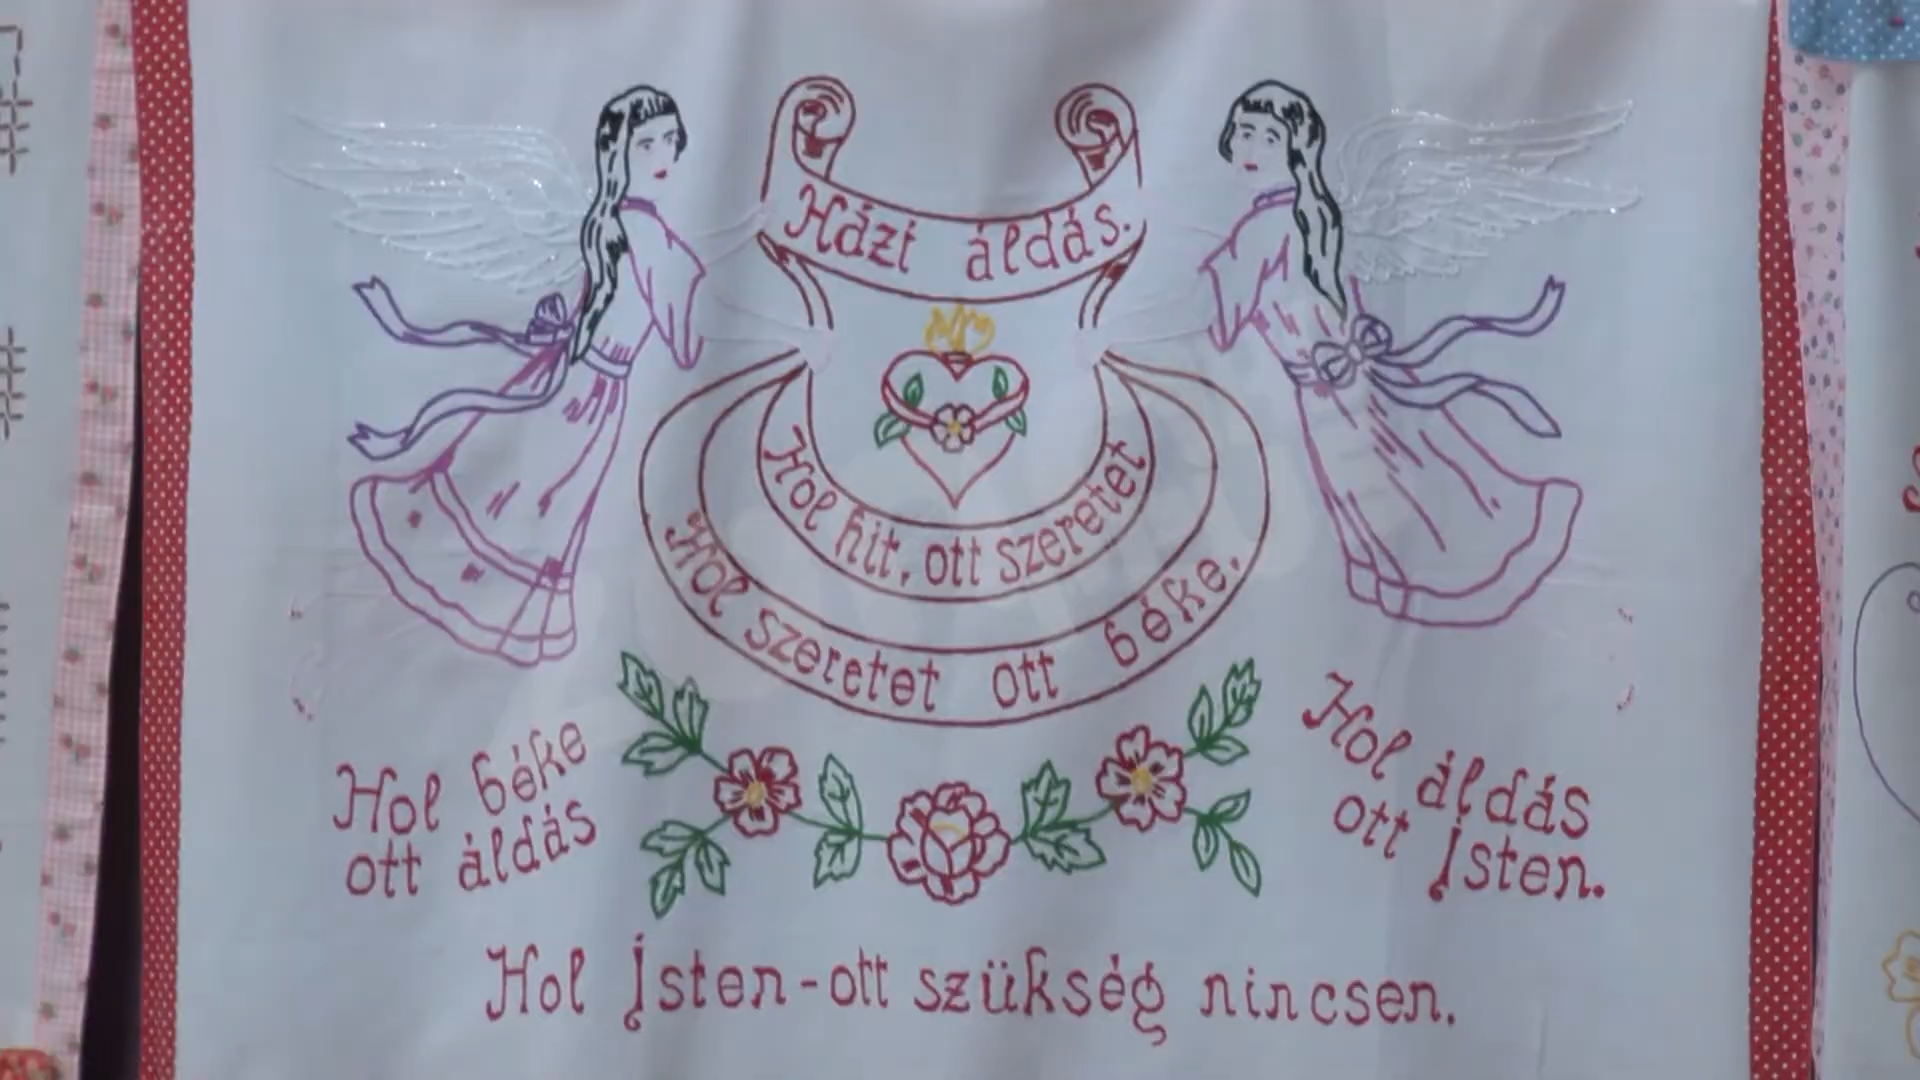 Házi áldás.
Hol hit, ott szeretet
Hol szeretet ott béke.
Hol béke
ott áldás
Hol áldás
ott Isten.
Hol Isten-ott szükség nincsen.